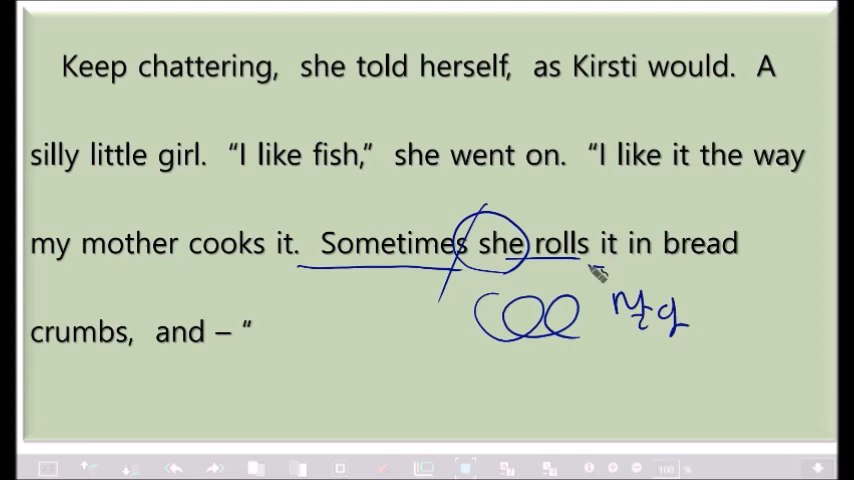 Keep chattering, she told herself, as Kirsti would. A
silly little girl. “I like fish,” she went on. “I like it the way
my mother cooks it. Sometimes she rolls it in bread
crumbs, and – “
100 %